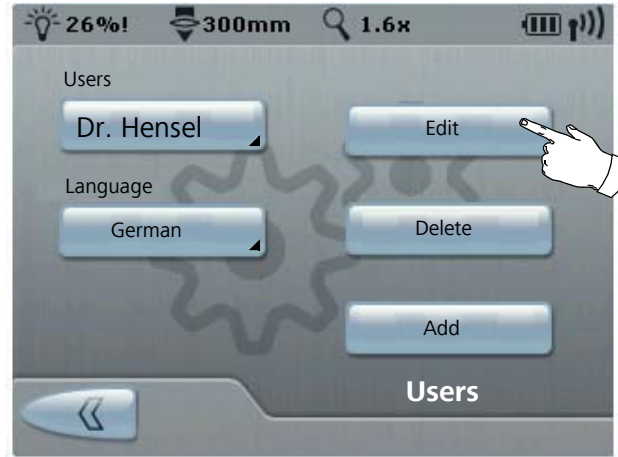 26%! 300mm 1.6x
Users
Dr. Hensel Edit
Language
German Delete
Add
Users